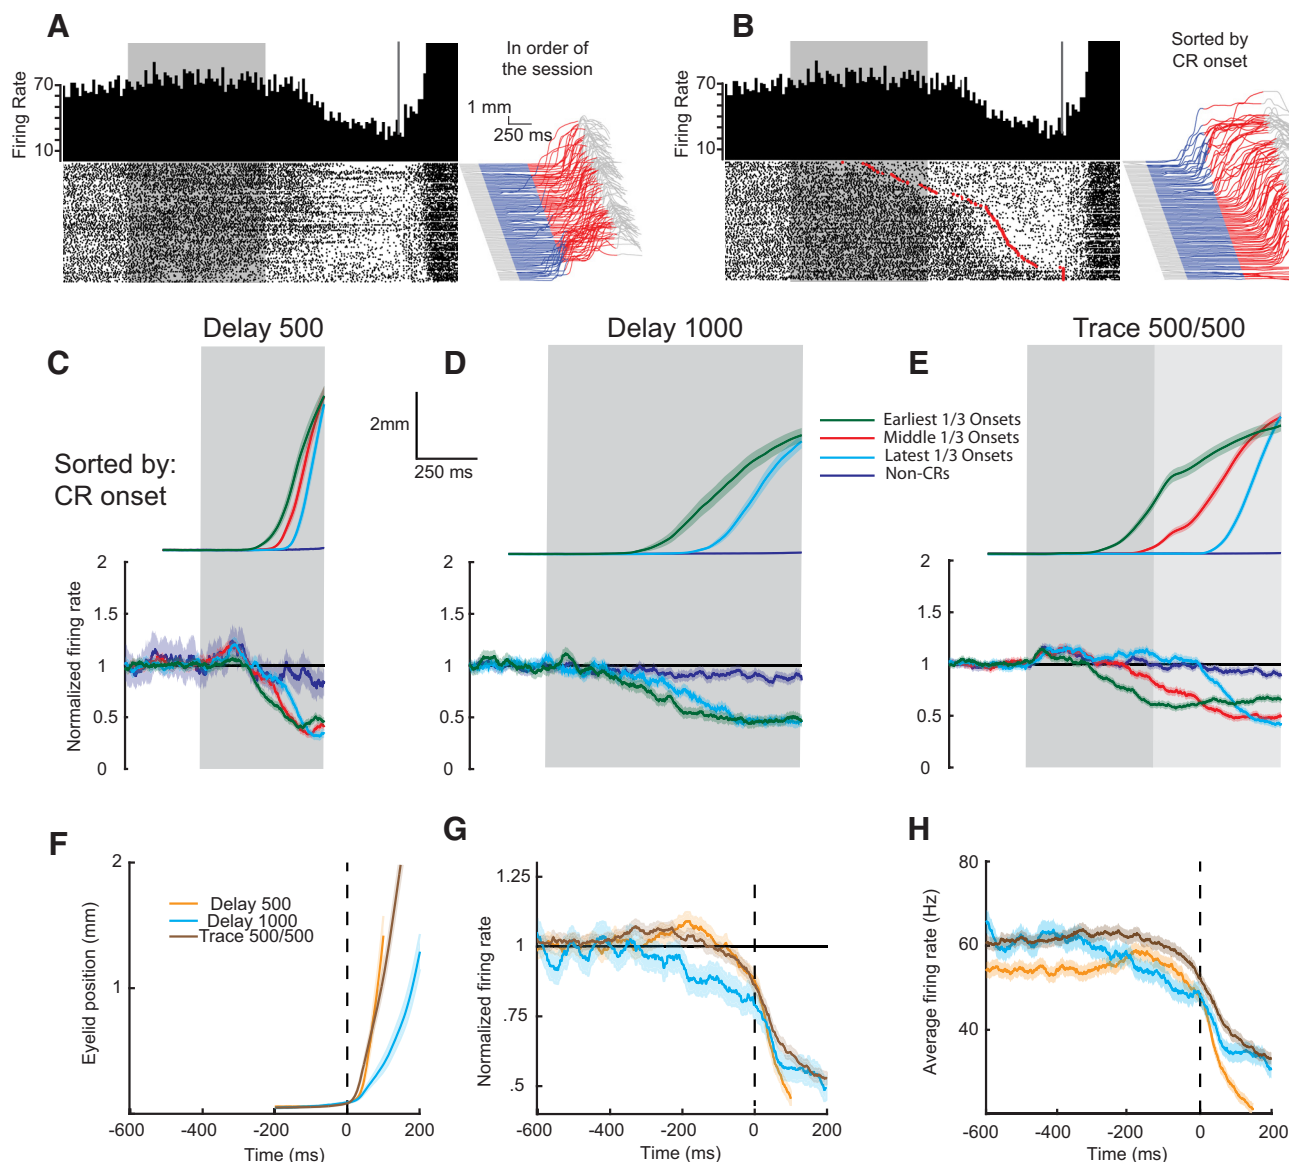 A
In order of
the session
Firing Rate
70
10
1 mm
250 ms
B
Sorted by
CR onset
Firing Rate
70
10
Delay 500
Delay 1000
Trace 500/500
C
D
E
2mm
250 ms
Sorted by:
CR onset
Earliest 1/3 Onsets
Middle 1/3 Onsets
Latest 1/3 Onsets
Non-CRs
Normalized firing rate
2
1.5
1
0.5
0
2
1.5
1
0.5
0
2
1.5
1
0.5
0
F
Eyelid position (mm)
2
1
Delay 500
Delay 1000
Trace 500/500
-600 -400 -200 0 200
Time (ms)
G
Normalized firing rate
1.25
1
.75
.5
-600 -400 -200 0 200
Time (ms)
H
Average firing rate (Hz)
80
60
40
-600 -400 -200 0 200
Time (ms)